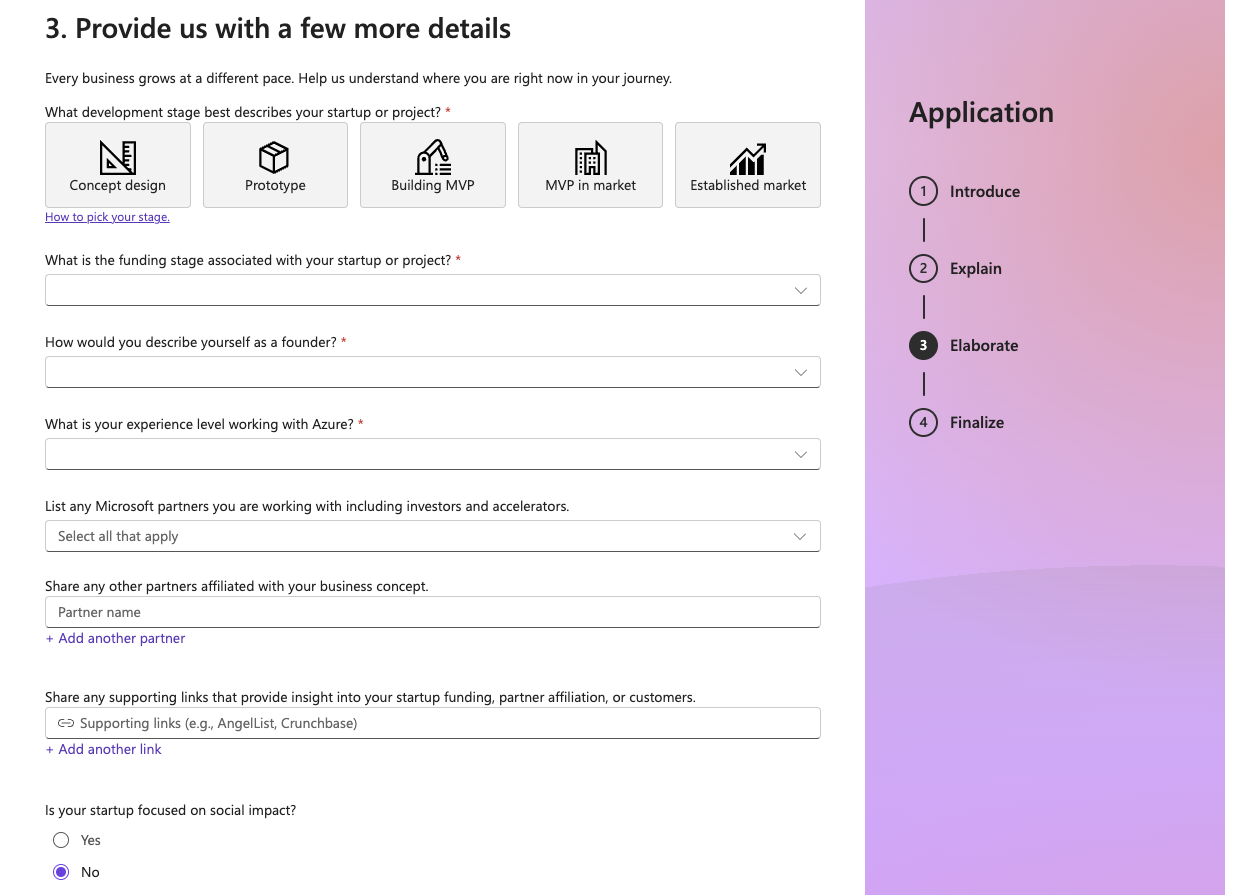 3. Provide us with a few more details
Every business grows at a different pace. Help us understand where you are right now in your journey.
What development stage best describes your startup or project? *
Concept design
Prototype
Building MVP
MVP in market
Established market
How to pick your stage.
What is the funding stage associated with your startup or project? *
How would you describe yourself as a founder? *
What is your experience level working with Azure? *
List any Microsoft partners you are working with including investors and accelerators.
Select all that apply
Share any other partners affiliated with your business concept.
Partner name
+ Add another partner
Share any supporting links that provide insight into your startup funding, partner affiliation, or customers.
Supporting links (e.g., AngelList, Crunchbase)
+ Add another link
Is your startup focused on social impact?
Yes
No
Application
1 Introduce
2 Explain
3 Elaborate
4 Finalize